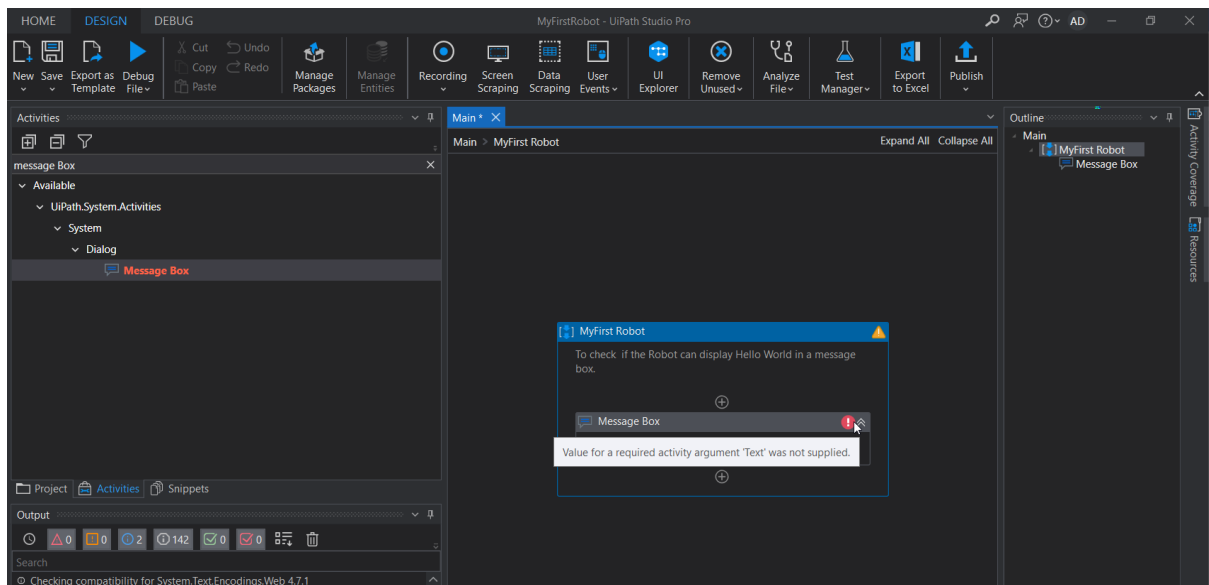 HOME DESIGN DEBUG MyFirstRobot - UiPath Studio Pro AD
New Save Export as Template Debug File
Cut Undo
Copy Redo
Paste
Manage Packages Manage Entities Recording Screen Scraping Data Scraping User Events UI Explorer Remove Unused Analyze File Test Manager Export to Excel Publish
Activities
message Box
Available
UiPath.System.Activities
System
Dialog
Message Box
Project Activities Snippets
Output
0 0 2 142 0 0
Search
Checking compatibility for System.Text.Encodings.Web 4.7.1
Main *
Main > MyFirst Robot Expand All Collapse All
MyFirst Robot
To check if the Robot can display Hello World in a message
box.
Message Box
Value for a required activity argument 'Text' was not supplied.
Outline
Main
MyFirst Robot
Message Box
Activity Coverage
Resources